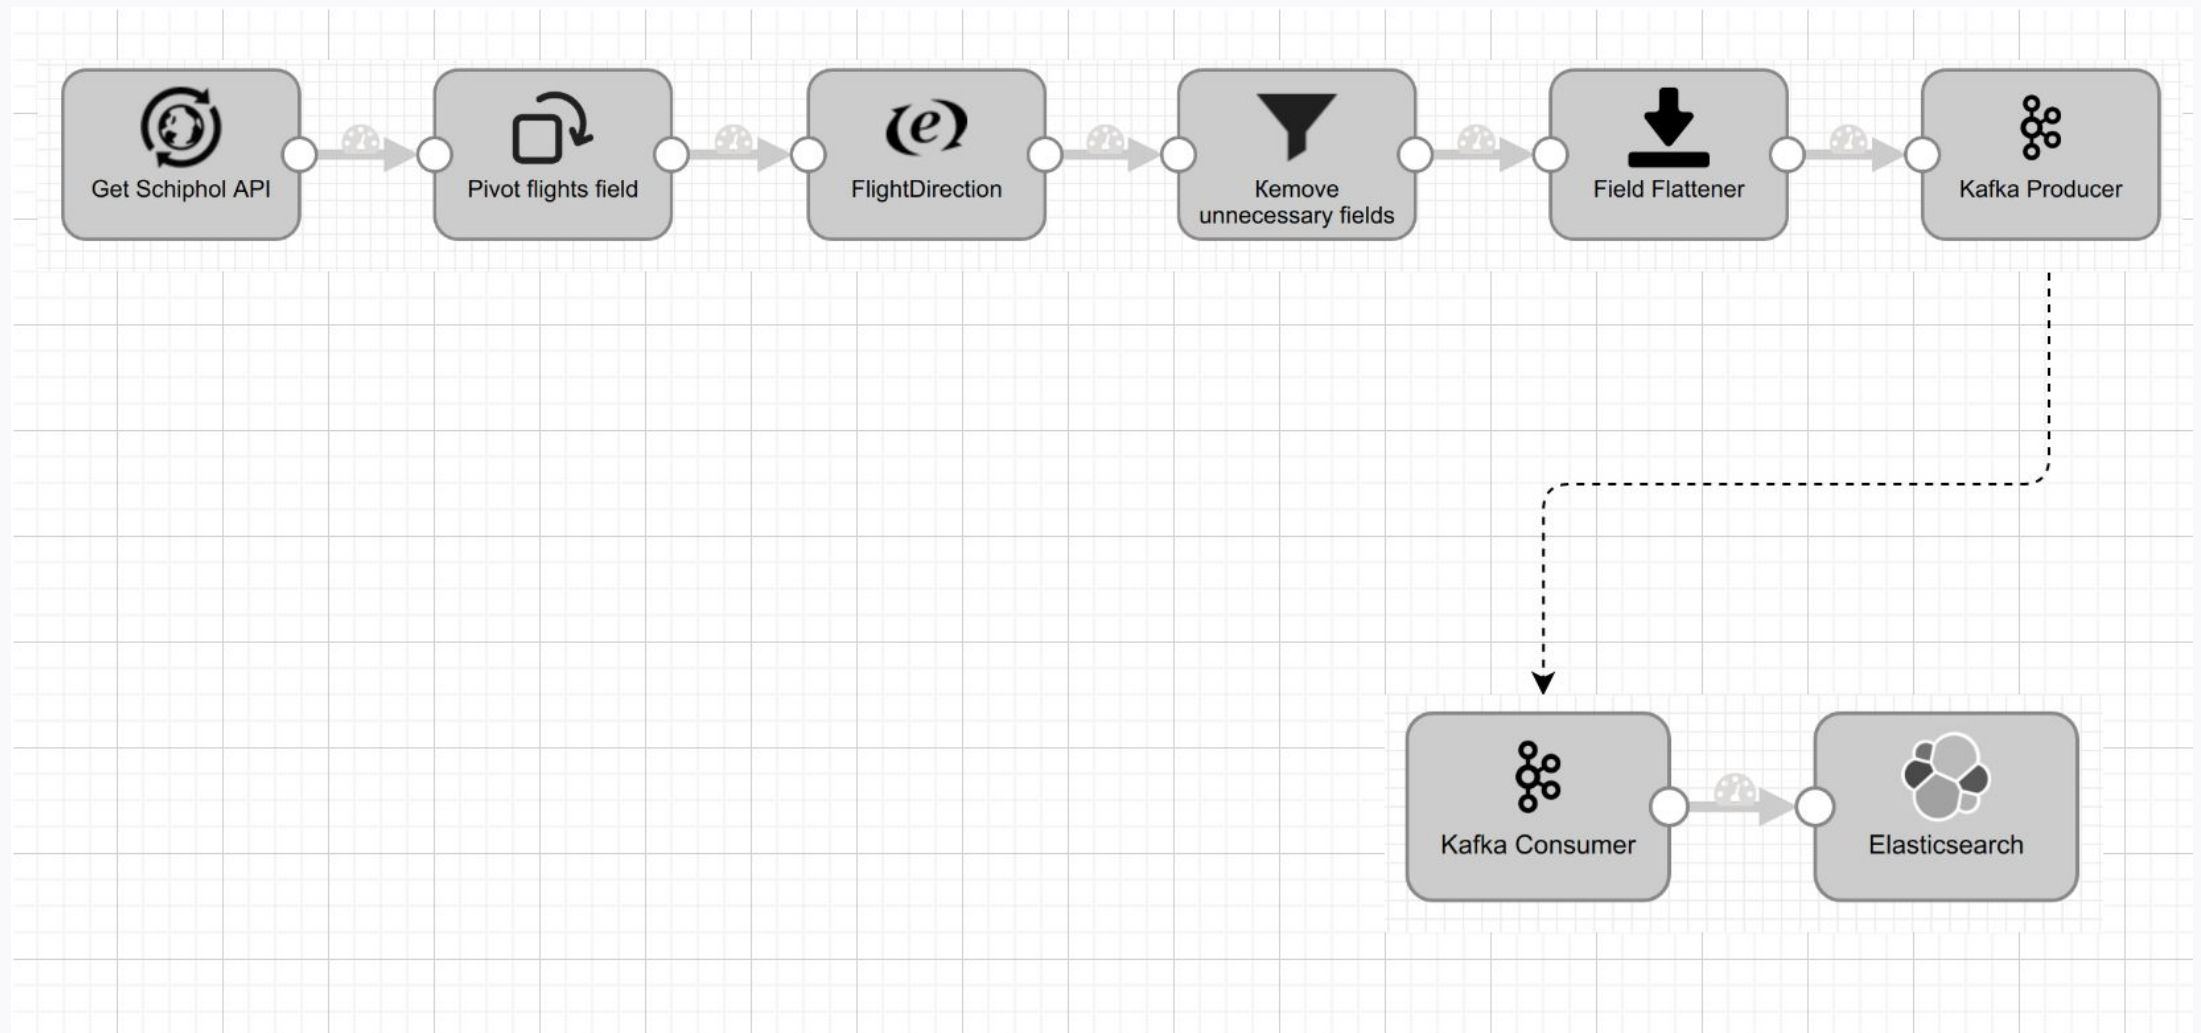 Get Schiphol API
Pivot flights field
FlightDirection
Kemove
unnecessary fields
Field Flattener
Kafka Producer
Kafka Consumer
Elasticsearch